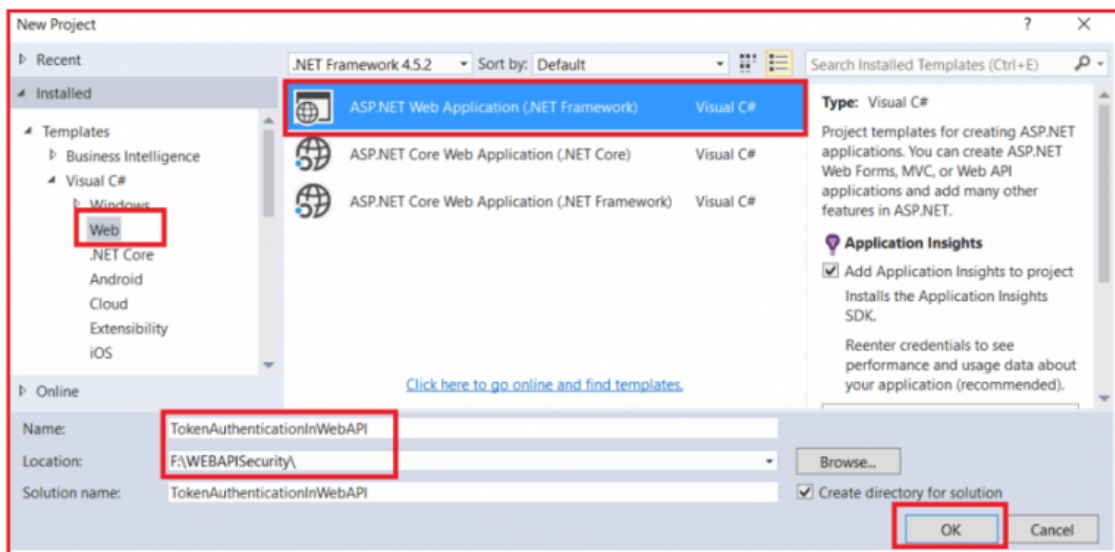 New Project
? ×
Recent
.NET Framework 4.5.2 Sort by: Default
Search Installed Templates (Ctrl+E)
Installed
Templates
Business Intelligence
Visual C#
Windows
Web
.NET Core
Android
Cloud
Extensibility
iOS
Online
ASP.NET Web Application (.NET Framework) Visual C#
ASP.NET Core Web Application (.NET Core) Visual C#
ASP.NET Core Web Application (.NET Framework) Visual C#
Click here to go online and find templates.
Type: Visual C#
Project templates for creating ASP.NET
applications. You can create ASP.NET
Web Forms, MVC, or Web API
applications and add many other
features in ASP.NET.
Application Insights
Add Application Insights to project
Installs the Application Insights
SDK.
Reenter credentials to see
performance and usage data about
your application (recommended).
Name: TokenAuthenticationInWebAPI
Location: F:\WEBAPISecurity\
Browse...
Solution name: TokenAuthenticationInWebAPI
Create directory for solution
OK Cancel